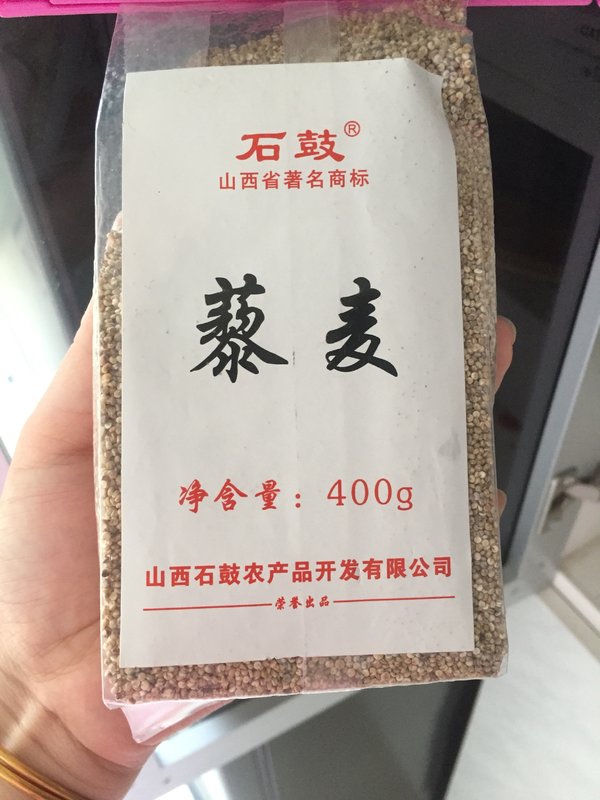 石鼓®
山西省著名商标
藜麦
净含量：400g
山西石鼓农产品开发有限公司
荣誉出品